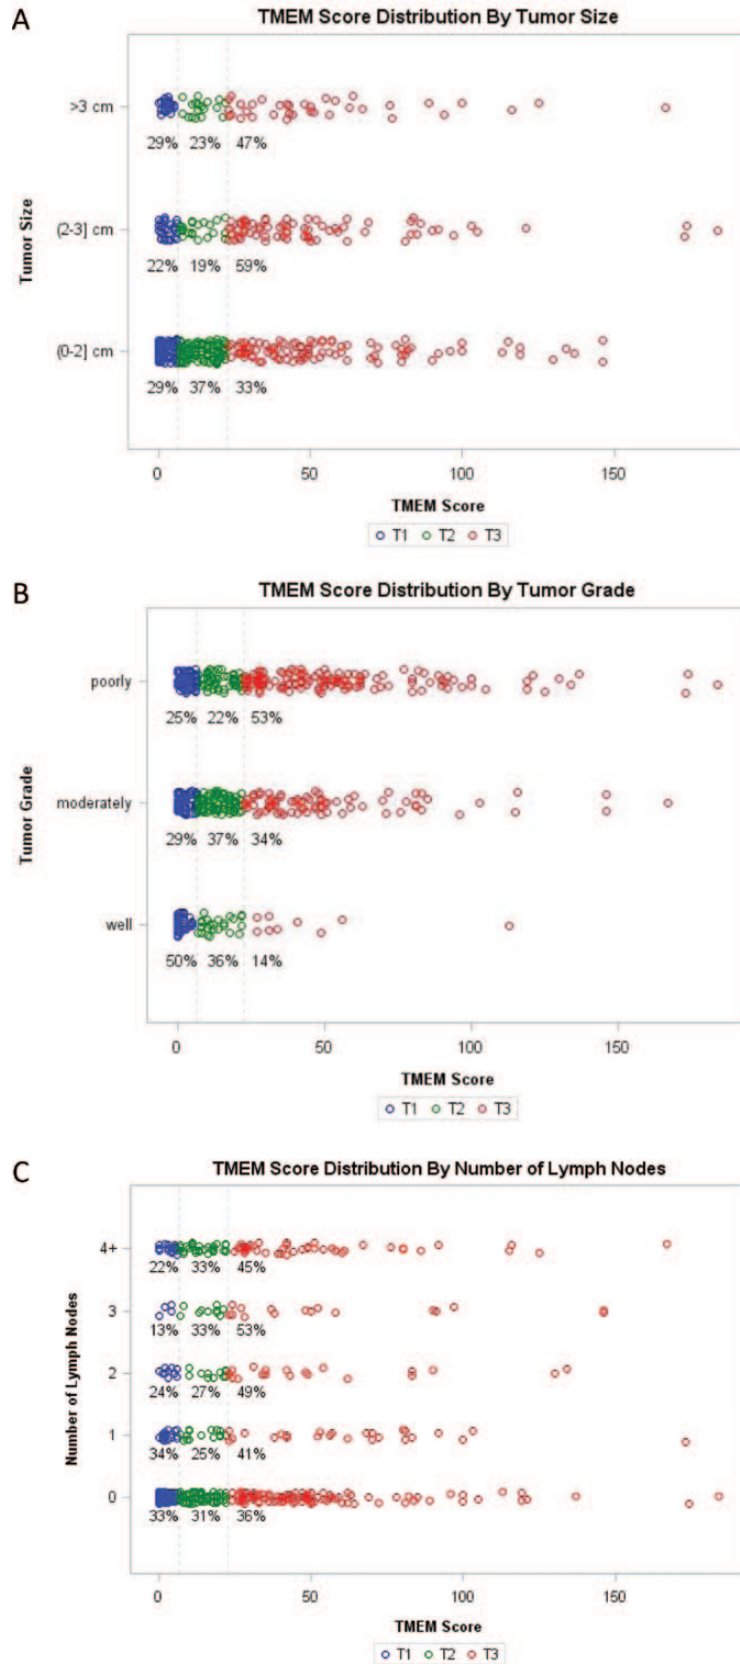 A
TMEM Score Distribution By Tumor Size
>3 cm
29% 23% 47%
Tumor Size
(2-3] cm
22% 19% 59%
(0-2] cm
29% 37% 33%
0 50 100 150
TMEM Score
T1 T2 T3
B
TMEM Score Distribution By Tumor Grade
poorly
25% 22% 53%
Tumor Grade
moderately
29% 37% 34%
well
50% 36% 14%
0 50 100 150
TMEM Score
T1 T2 T3
C
TMEM Score Distribution By Number of Lymph Nodes
4+
22% 33% 45%
3
13% 33% 53%
Number of Lymph Nodes
2
24% 27% 49%
1
34% 25% 41%
0
33% 31% 36%
0 50 100 150
TMEM Score
T1 T2 T3